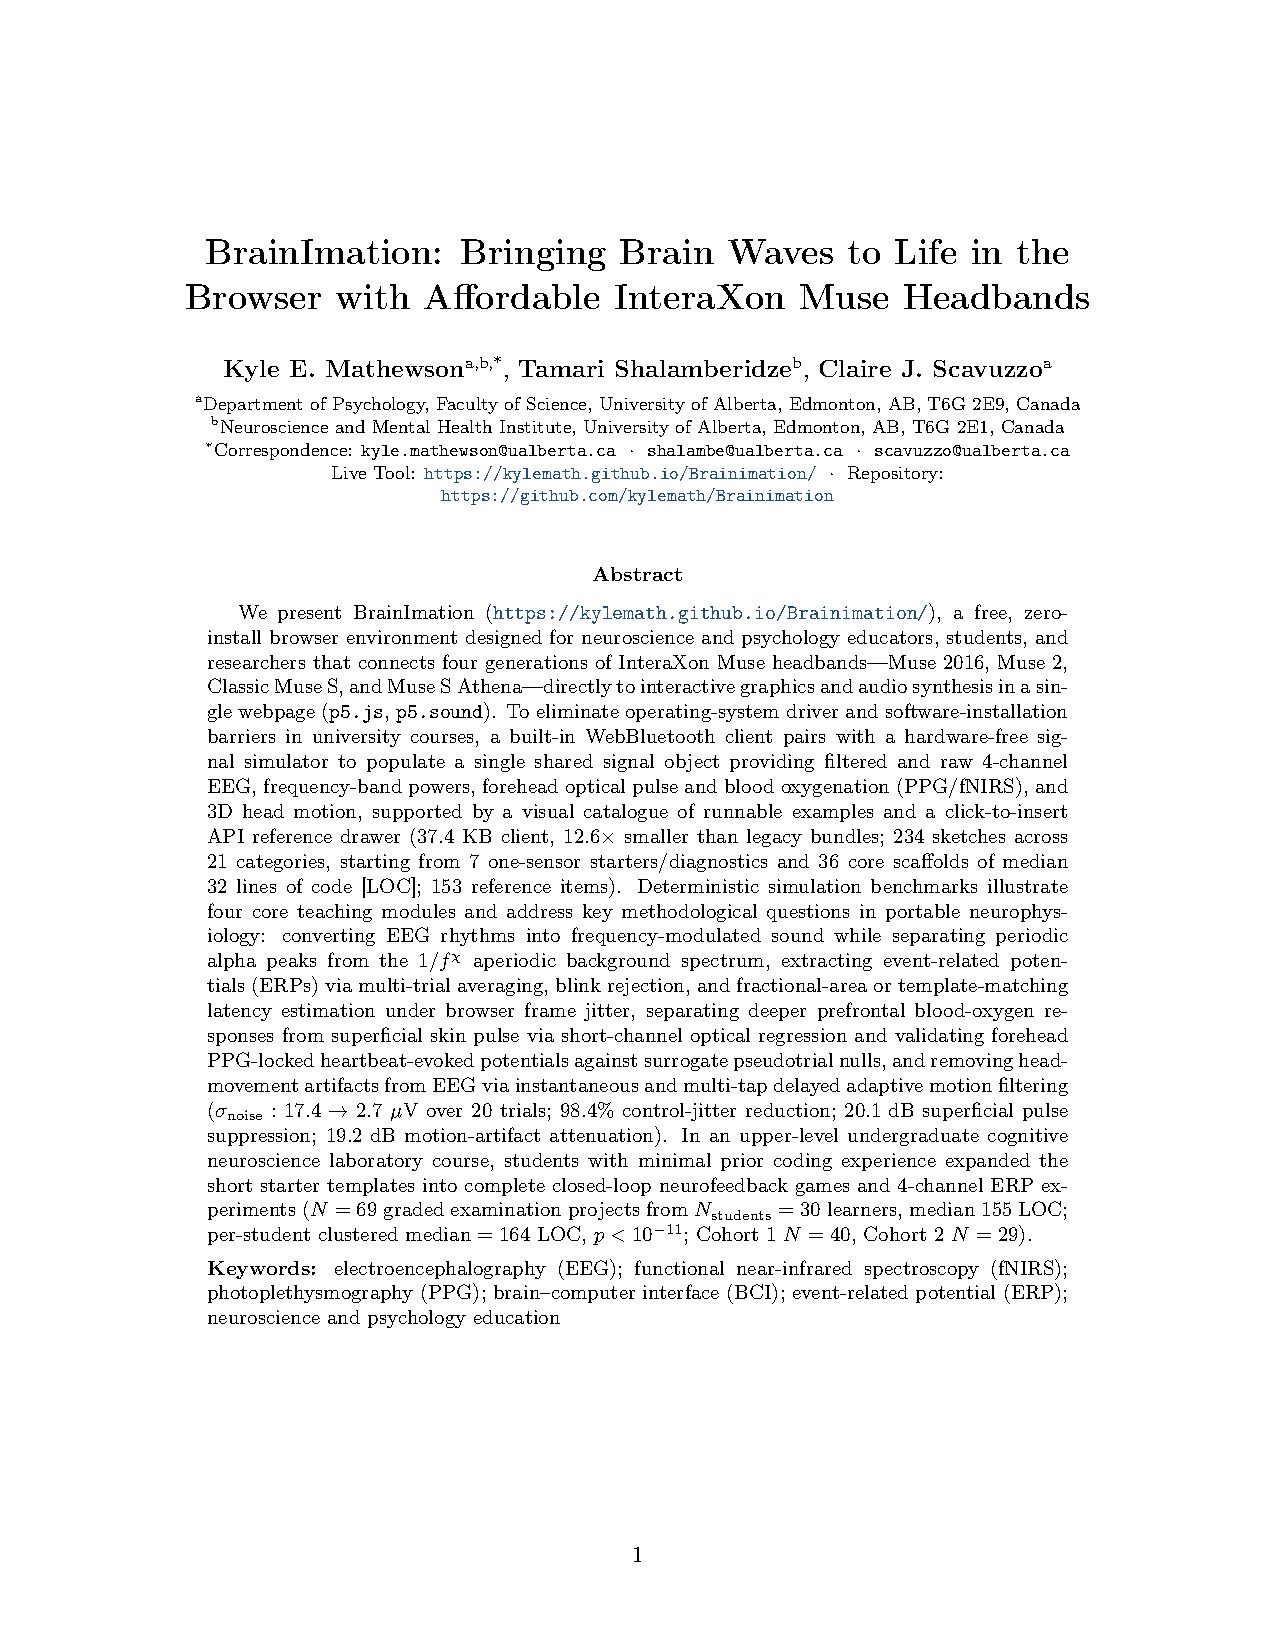 BrainImation: Bringing Brain Waves to Life in the
Browser with Affordable InteraXon Muse Headbands
Kyle E. Mathewson^a,b,*, Tamari Shalamberidze^b, Claire J. Scavuzzo^a
^aDepartment of Psychology, Faculty of Science, University of Alberta, Edmonton, AB, T6G 2E9, Canada
^bNeuroscience and Mental Health Institute, University of Alberta, Edmonton, AB, T6G 2E1, Canada
*Correspondence: kyle.mathewson@ualberta.ca · shalambe@ualberta.ca · scavuzzo@ualberta.ca
Live Tool: https://kylemath.github.io/Brainimation/ · Repository:
https://github.com/kylemath/Brainimation
Abstract
We present BrainImation (https://kylemath.github.io/Brainimation/), a free, zero-
install browser environment designed for neuroscience and psychology educators, students, and
researchers that connects four generations of InteraXon Muse headbands—Muse 2016, Muse 2,
Classic Muse S, and Muse S Athena—directly to interactive graphics and audio synthesis in a sin-
gle webpage (p5.js, p5.sound). To eliminate operating-system driver and software-installation
barriers in university courses, a built-in WebBluetooth client pairs with a hardware-free sig-
nal simulator to populate a single shared signal object providing filtered and raw 4-channel
EEG, frequency-band powers, forehead optical pulse and blood oxygenation (PPG/fNIRS), and
3D head motion, supported by a visual catalogue of runnable examples and a click-to-insert
API reference drawer (37.4 KB client, 12.6× smaller than legacy bundles; 234 sketches across
21 categories, starting from 7 one-sensor starters/diagnostics and 36 core scaffolds of median
32 lines of code [LOC]; 153 reference items). Deterministic simulation benchmarks illustrate
four core teaching modules and address key methodological questions in portable neurophys-
iology: converting EEG rhythms into frequency-modulated sound while separating periodic
alpha peaks from the 1/f^χ aperiodic background spectrum, extracting event-related poten-
tials (ERPs) via multi-trial averaging, blink rejection, and fractional-area or template-matching
latency estimation under browser frame jitter, separating deeper prefrontal blood-oxygen re-
sponses from superficial skin pulse via short-channel optical regression and validating forehead
PPG-locked heartbeat-evoked potentials against surrogate pseudotrial nulls, and removing head-
movement artifacts from EEG via instantaneous and multi-tap delayed adaptive motion filtering
(σ_noise : 17.4 → 2.7 μV over 20 trials; 98.4% control-jitter reduction; 20.1 dB superficial pulse
suppression; 19.2 dB motion-artifact attenuation). In an upper-level undergraduate cognitive
neuroscience laboratory course, students with minimal prior coding experience expanded the
short starter templates into complete closed-loop neurofeedback games and 4-channel ERP ex-
periments (N = 69 graded examination projects from N_students = 30 learners, median 155 LOC;
per-student clustered median = 164 LOC, p < 10^−11; Cohort 1 N = 40, Cohort 2 N = 29).
Keywords: electroencephalography (EEG); functional near-infrared spectroscopy (fNIRS);
photoplethysmography (PPG); brain–computer interface (BCI); event-related potential (ERP);
neuroscience and psychology education
1